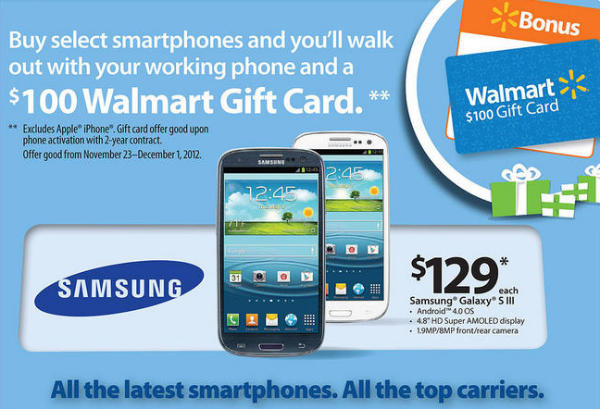 Buy select smartphones and you'll walk
out with your working phone and a
$100 Walmart Gift Card.**
** Excludes Apple® iPhone®. Gift card offer good upon
phone activation with 2-year contract.
Offer good from November 23–December 1, 2012.
Bonus
Walmart
$100 Gift Card
SAMSUNG
SAMSUNG
12:45
$129*
each
Samsung® Galaxy® S III
• Android™ 4.0 OS
• 4.8" HD Super AMOLED display
• 1.9MP/8MP front/rear camera
All the latest smartphones. All the top carriers.